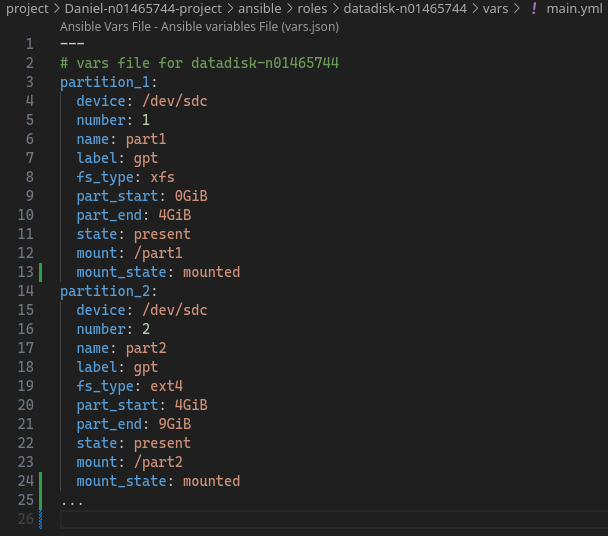 project > Daniel-n01465744-project > ansible > roles > datadisk-n01465744 > vars > ! main.yml
Ansible Vars File - Ansible variables File (vars.json)
1 ---
2 # vars file for datadisk-n01465744
3 partition_1:
4   device: /dev/sdc
5   number: 1
6   name: part1
7   label: gpt
8   fs_type: xfs
9   part_start: 0GiB
10   part_end: 4GiB
11   state: present
12   mount: /part1
13   mount_state: mounted
14 partition_2:
15   device: /dev/sdc
16   number: 2
17   name: part2
18   label: gpt
19   fs_type: ext4
20   part_start: 4GiB
21   part_end: 9GiB
22   state: present
23   mount: /part2
24   mount_state: mounted
25 ...
26